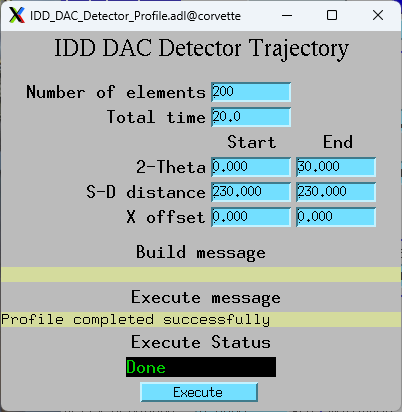 IDD_DAC_Detector_Profile.adl@corvette
IDD DAC Detector Trajectory
Number of elements 200
Total time 20.0
Start End
2-Theta 0.000 30.000
S-D distance 230.000 230.000
X offset 0.000 0.000
Build message
Execute message
Profile completed successfully
Execute Status
Done
Execute